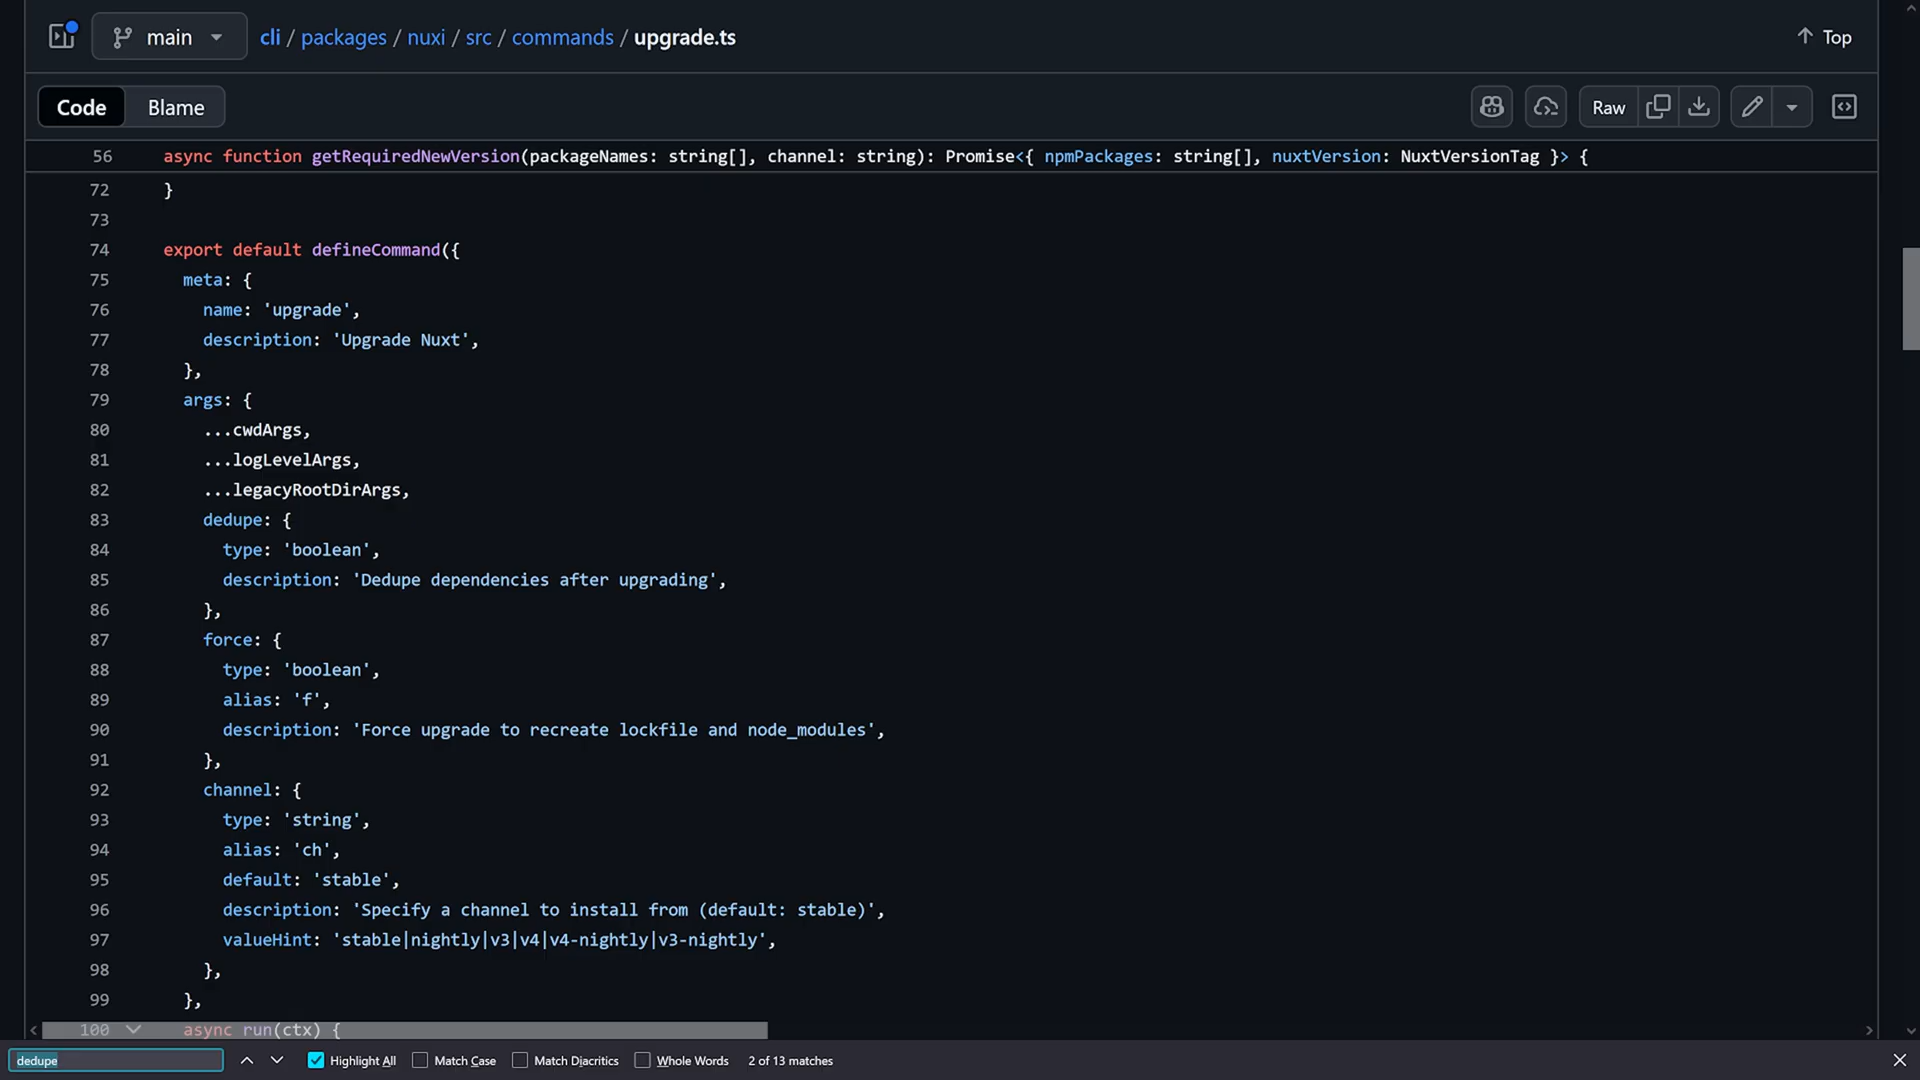 main
cli / packages / nuxi / src / commands / upgrade.ts
Top
Code
Blame
Raw
56 async function getRequiredNewVersion(packageNames: string[], channel: string): Promise<{ npmPackages: string[], nuxtVersion: NuxtVersionTag }> {
72 }
73
74 export default defineCommand({
75 meta: {
76 name: 'upgrade',
77 description: 'Upgrade Nuxt',
78 },
79 args: {
80 ...cwdArgs,
81 ...logLevelArgs,
82 ...legacyRootDirArgs,
83 dedupe: {
84 type: 'boolean',
85 description: 'Dedupe dependencies after upgrading',
86 },
87 force: {
88 type: 'boolean',
89 alias: 'f',
90 description: 'Force upgrade to recreate lockfile and node_modules',
91 },
92 channel: {
93 type: 'string',
94 alias: 'ch',
95 default: 'stable',
96 description: 'Specify a channel to install from (default: stable)',
97 valueHint: 'stable|nightly|v3|v4|v4-nightly|v3-nightly',
98 },
99 },
100 async run(ctx) {
dedupe
Highlight All
Match Case
Match Diacritics
Whole Words
2 of 13 matches